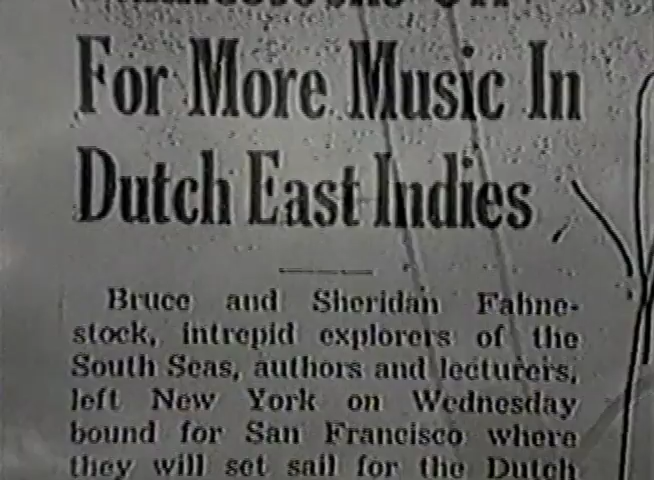 For More Music In
Dutch East Indies
Bruce and Sheridan Fahne-
stock, intrepid explorers of the
South Seas, authors and lecturers,
left New York on Wednesday
bound for San Francisco where
they will set sail for the Dutch